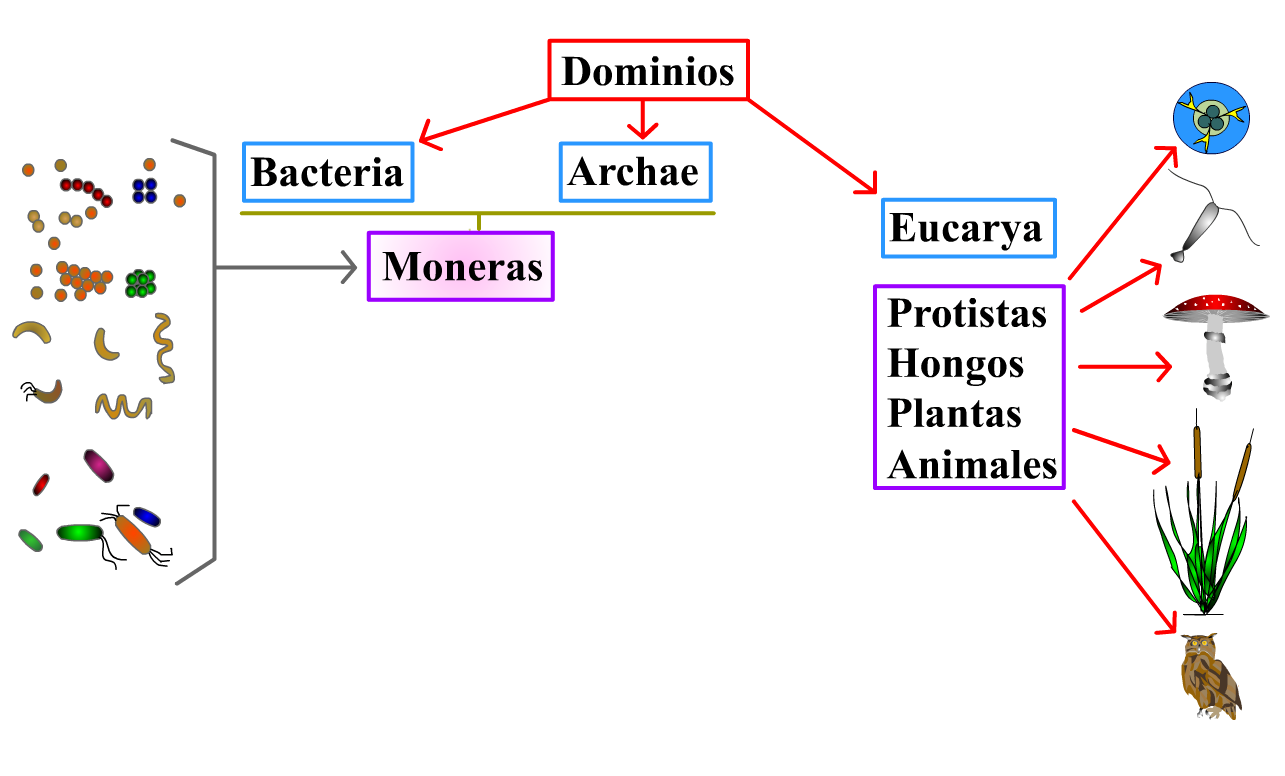 Dominios
Bacteria
Archae
Eucarya
Moneras
Protistas
Hongos
Plantas
Animales